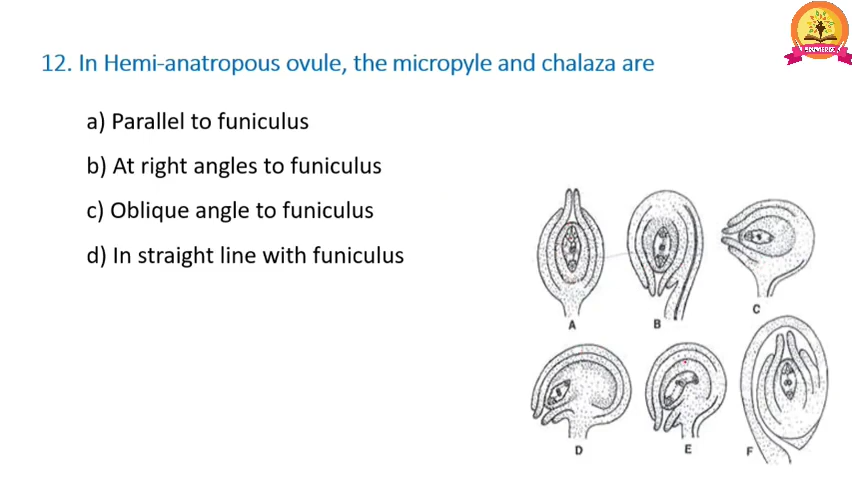 12. In Hemi-anatropous ovule, the micropyle and chalaza are
a) Parallel to funiculus
b) At right angles to funiculus
c) Oblique angle to funiculus
d) In straight line with funiculus
A
B
C
D
E
F